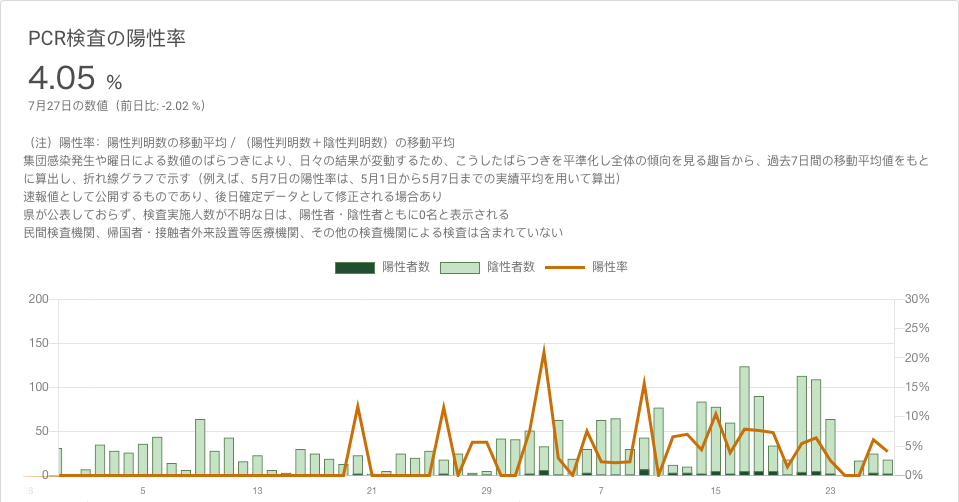 PCR検査の陽性率
4.05 %
7月27日の数値（前日比: -2.02 %）
（注）陽性率：陽性判明数の移動平均 / （陽性判明数＋陰性判明数）の移動平均
集団感染発生や曜日による数値のばらつきにより、日々の結果が変動するため、こうしたばらつきを平準化し全体の傾向を見る趣旨から、過去7日間の移動平均値をもと
に算出し、折れ線グラフで示す（例えば、5月7日の陽性率は、5月1日から5月7日までの実績平均を用いて算出）
速報値として公開するものであり、後日確定データとして修正される場合あり
県が公表しておらず、検査実施人数が不明な日は、陽性者・陰性者ともに0名と表示される
民間検査機関、帰国者・接触者外来設置等医療機関、その他の検査機関による検査は含まれていない
陽性者数 陰性者数 陽性率
200 30%
25%
150 20%
100 15%
10%
50 5%
0 0%
5 13 21 29 7 15 23